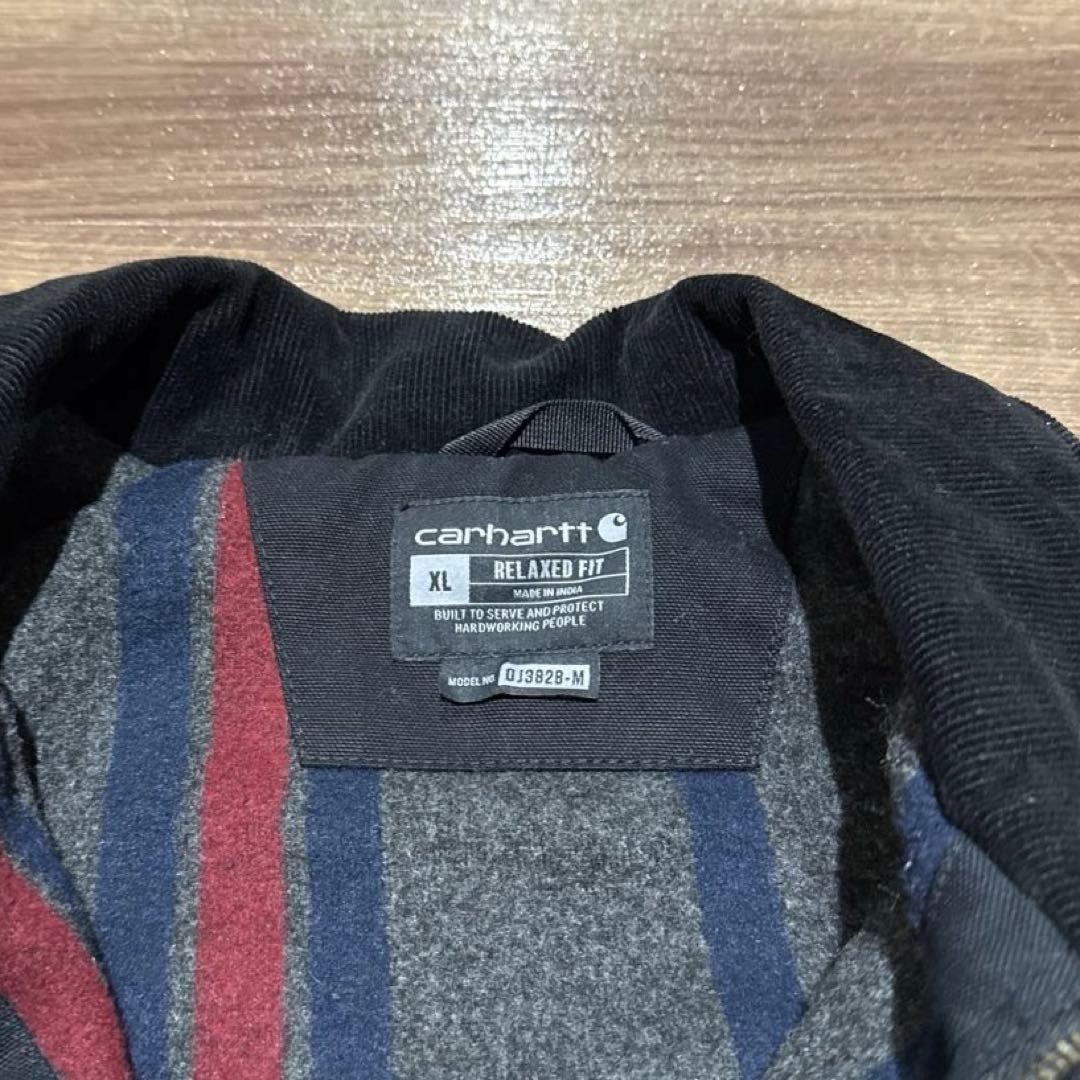 carhartt
XL RELAXED FIT
MADE IN INDIA
BUILT TO SERVE AND PROTECT
HARDWORKING PEOPLE
MODEL NO OJ3828-M